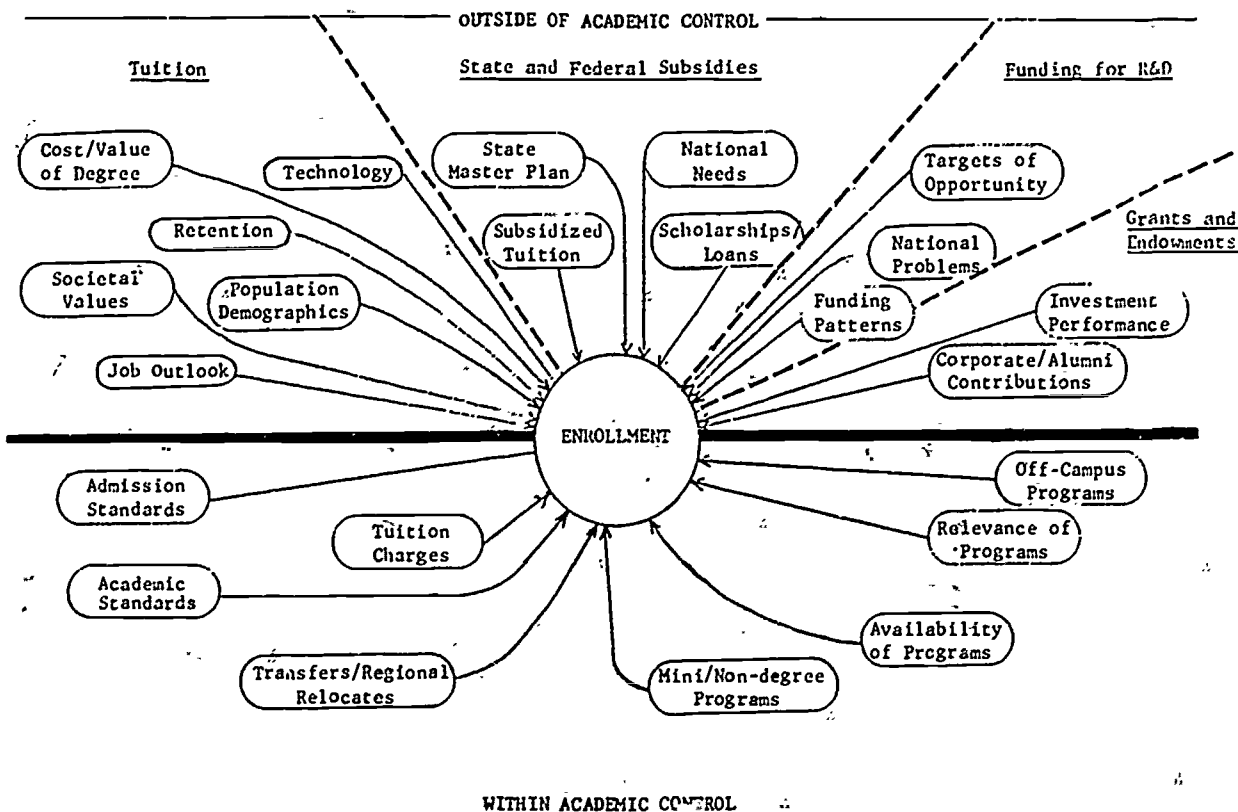 OUTSIDE OF ACADEMIC CONTROL
Tuition
State and Federal Subsidies
Funding for R&D
Cost/Value
of Degree
Technology
State
Master Plan
National
Needs
Targets of
Opportunity
Grants and
Endowments
Retention
Subsidized
Tuition
Scholarships/
Loans
National
Problems
Societal
Values
Population
Demographics
Funding
Patterns
Investment
Performance
Job Outlook
Corporate/Alumni
Contributions
ENROLLMENT
Admission
Standards
Off-Campus
Programs
Tuition
Charges
Relevance of
Programs
Academic
Standards
Availability
of Programs
Transfers/Regional
Relocates
Mini/Non-degree
Programs
WITHIN ACADEMIC CONTROL